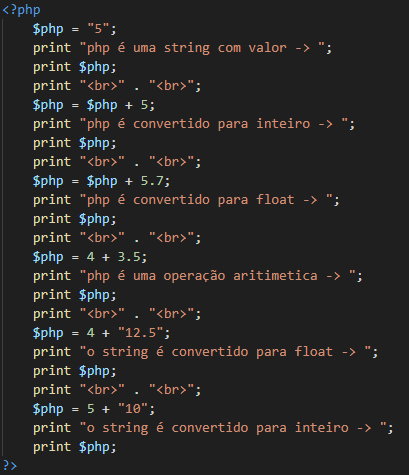 <?php
$php = "5";
print "php é uma string com valor -> ";
print $php;
print "<br>" . "<br>";
$php = $php + 5;
print "php é convertido para inteiro -> ";
print $php;
print "<br>" . "<br>";
$php = $php + 5.7;
print "php é convertido para float -> ";
print $php;
print "<br>" . "<br>";
$php = 4 + 3.5;
print "php é uma operação aritimetica -> ";
print $php;
print "<br>" . "<br>";
$php = 4 + "12.5";
print "o string é convertido para float -> ";
print $php;
print "<br>" . "<br>";
$php = 5 + "10";
print "o string é convertido para inteiro -> ";
print $php;
?>